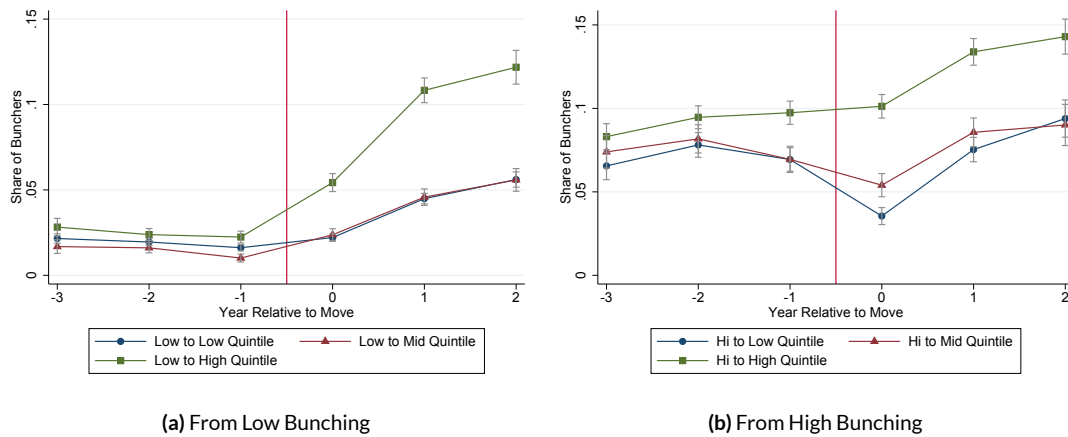 .15
.1
.05
0
Share of Bunchers
-3 -2 -1 0 1 2
Year Relative to Move
Low to Low Quintile Low to Mid Quintile
Low to High Quintile
(a) From Low Bunching
.15
.1
.05
0
Share of Bunchers
-3 -2 -1 0 1 2
Year Relative to Move
Hi to Low Quintile Hi to Mid Quintile
Hi to High Quintile
(b) From High Bunching